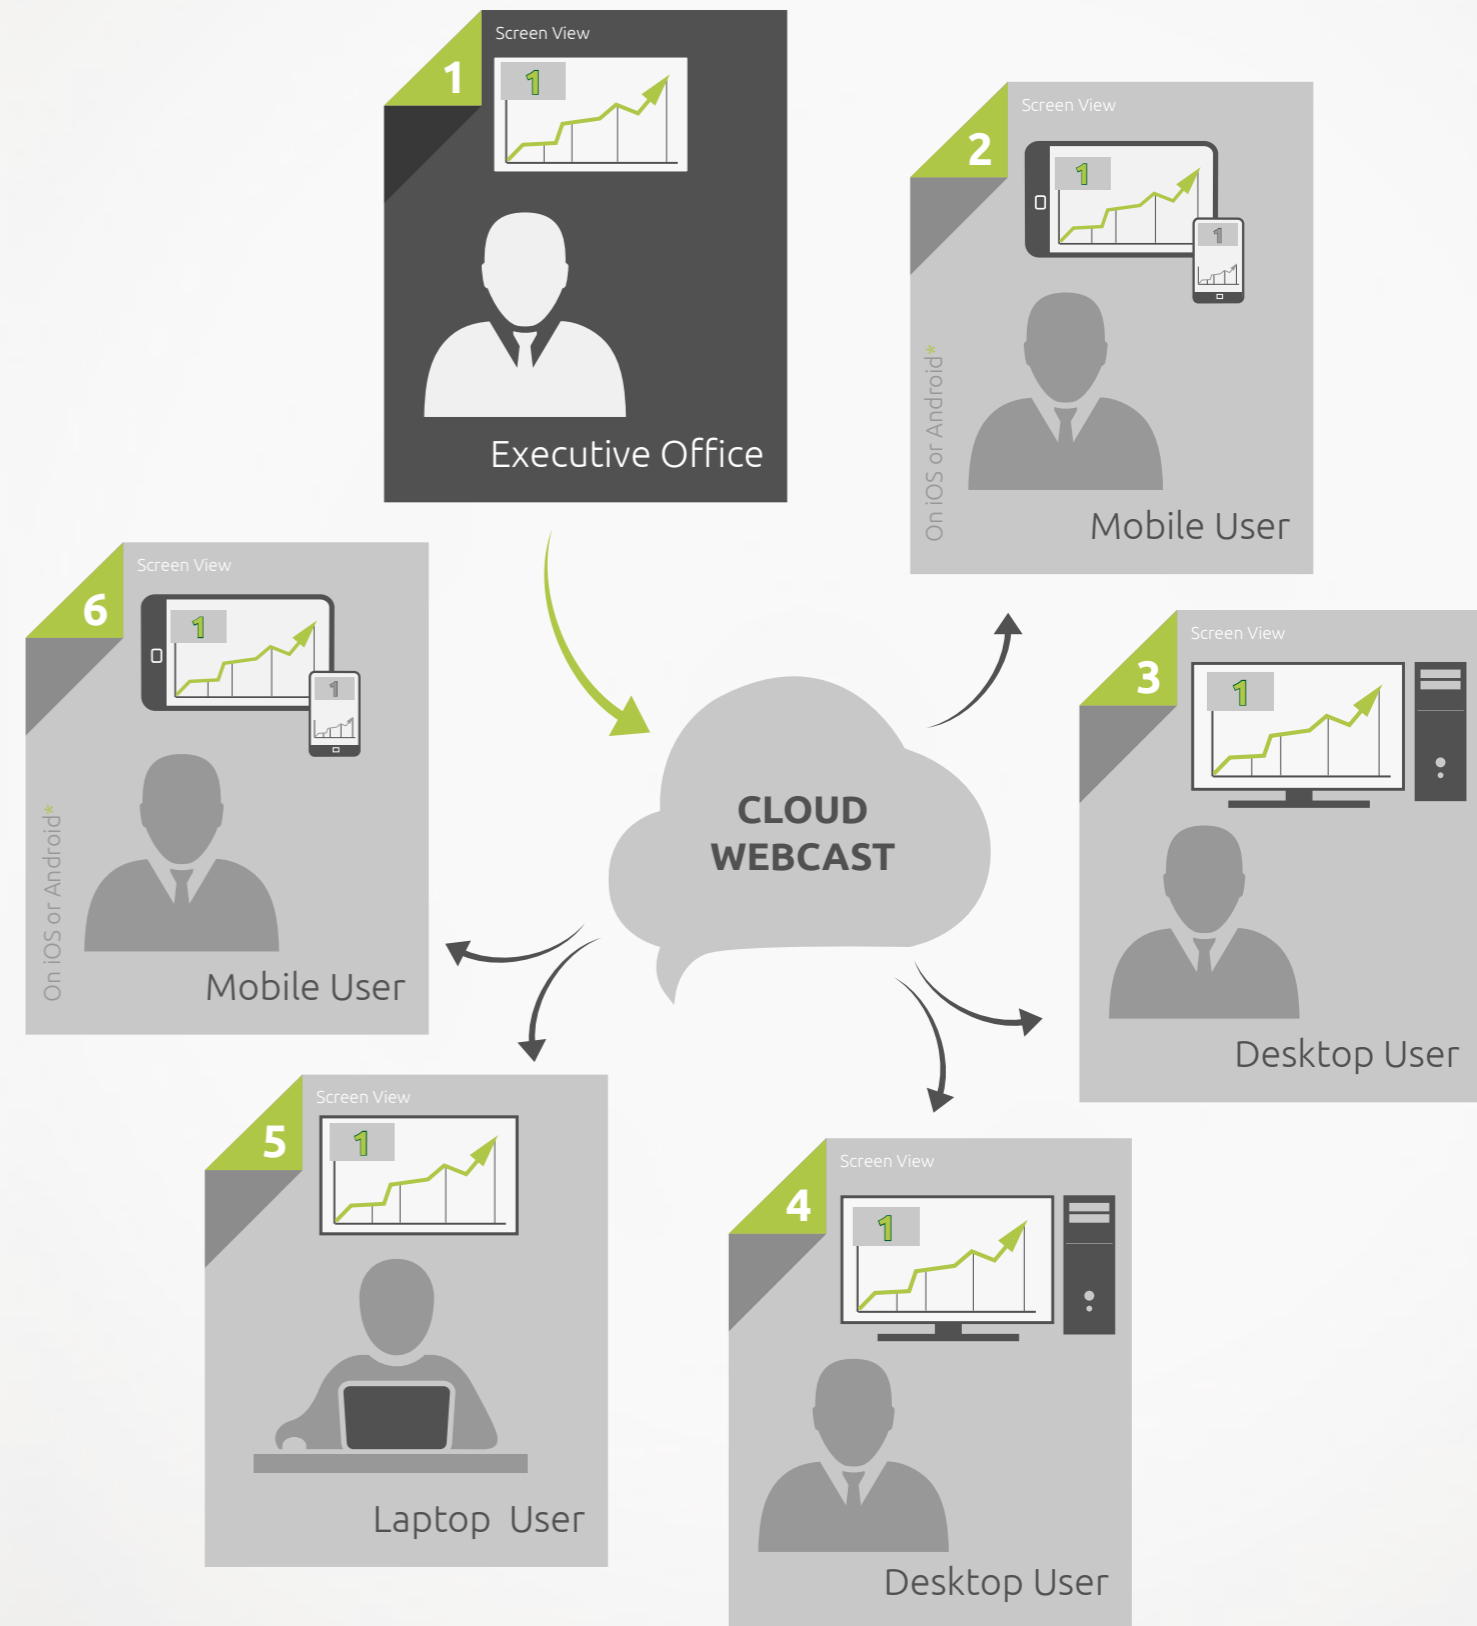 1
Screen View
1
Executive Office
2
Screen View
1
1
On iOS or Android*
Mobile User
3
Screen View
1
Desktop User
4
Screen View
1
Desktop User
5
Screen View
1
Laptop User
6
Screen View
1
1
On iOS or Android*
Mobile User
CLOUD
WEBCAST